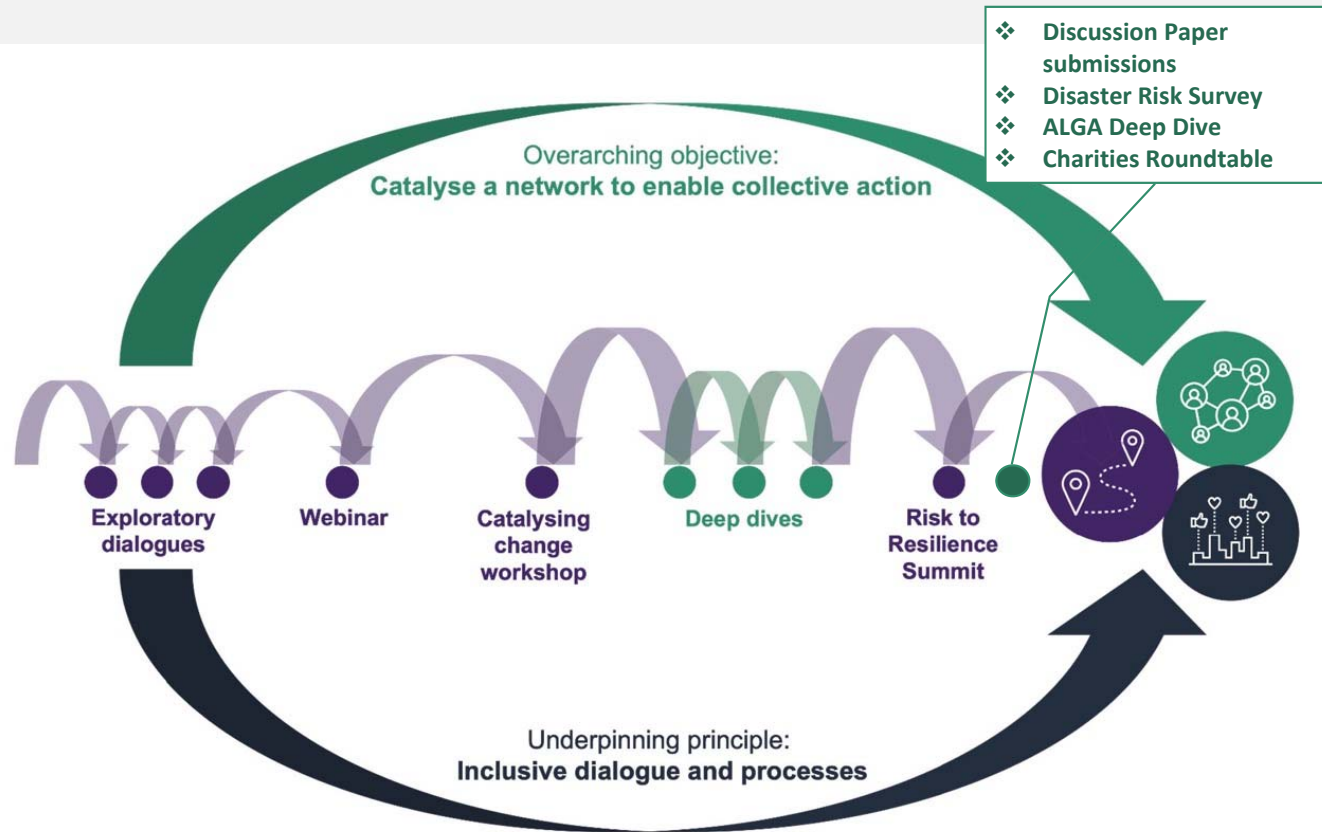 ❖ Discussion Paper
submissions
❖ Disaster Risk Survey
❖ ALGA Deep Dive
❖ Charities Roundtable
Overarching objective:
Catalyse a network to enable collective action
Exploratory
dialogues
Webinar
Catalysing
change
workshop
Deep dives
Risk to
Resilience
Summit
Underpinning principle:
Inclusive dialogue and processes